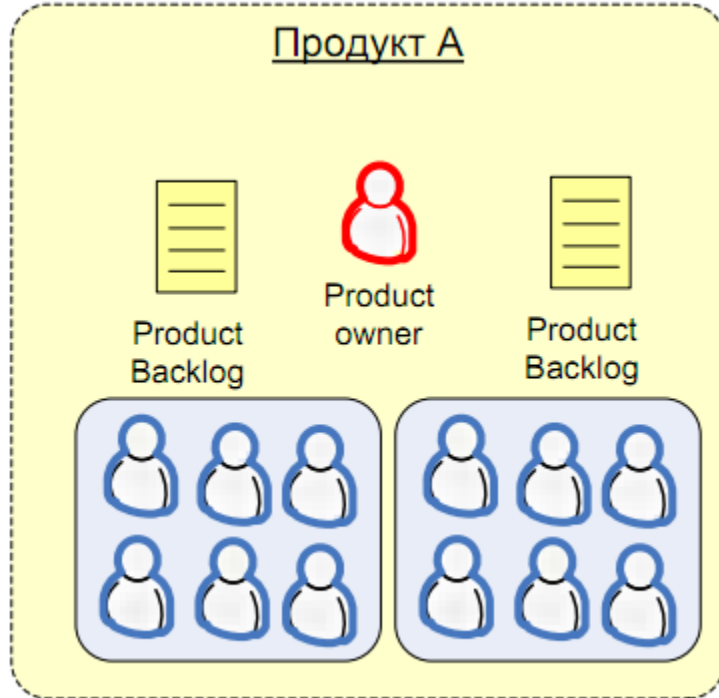 Продукт А
Product
owner
Product
Backlog
Product
Backlog